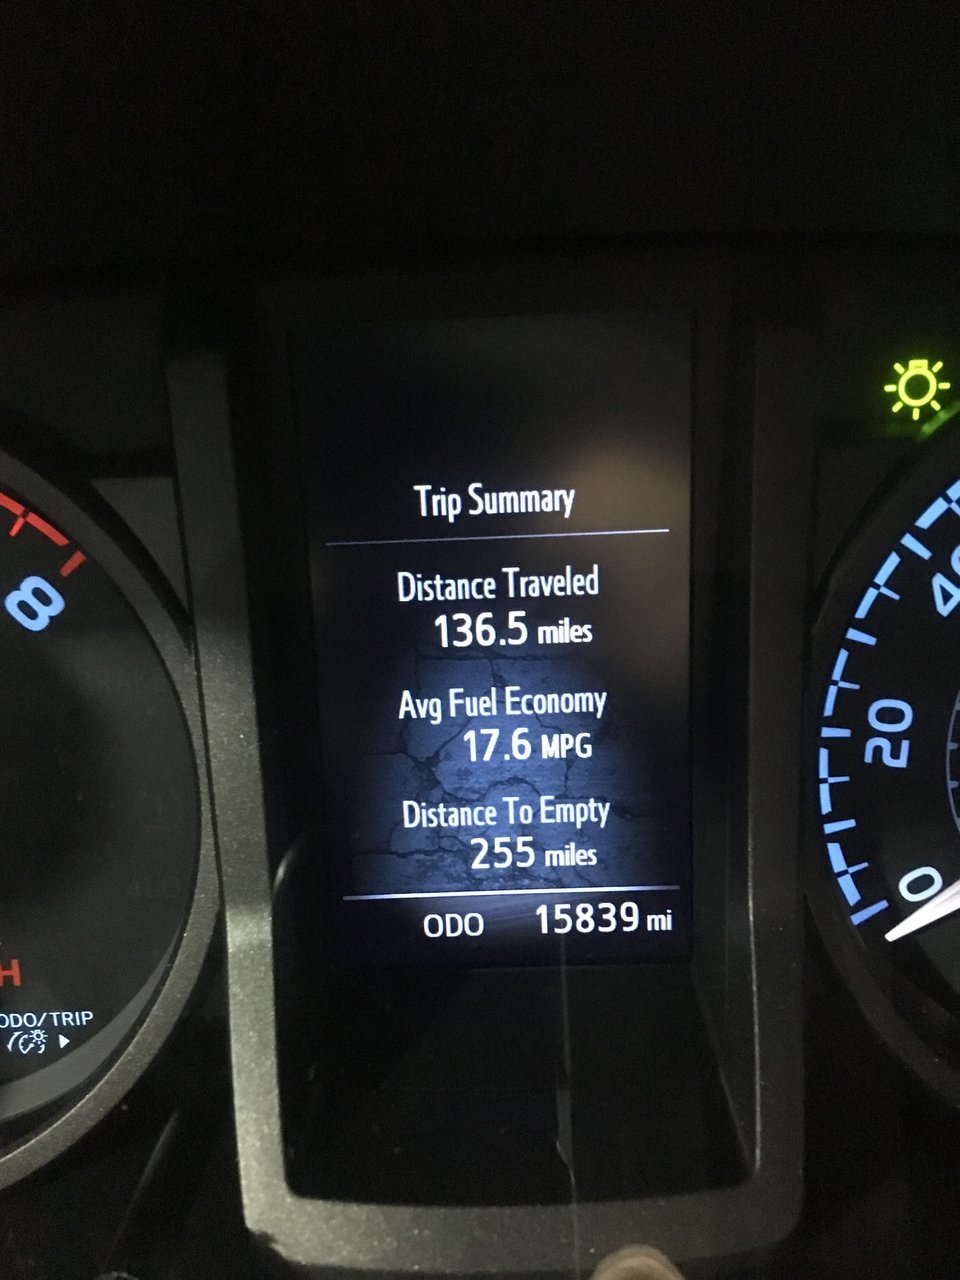 Trip Summary
Distance Traveled
136.5 miles
Avg Fuel Economy
17.6 MPG
Distance To Empty
255 miles
ODO 15839 mi
8
H
ODO/TRIP
20
0